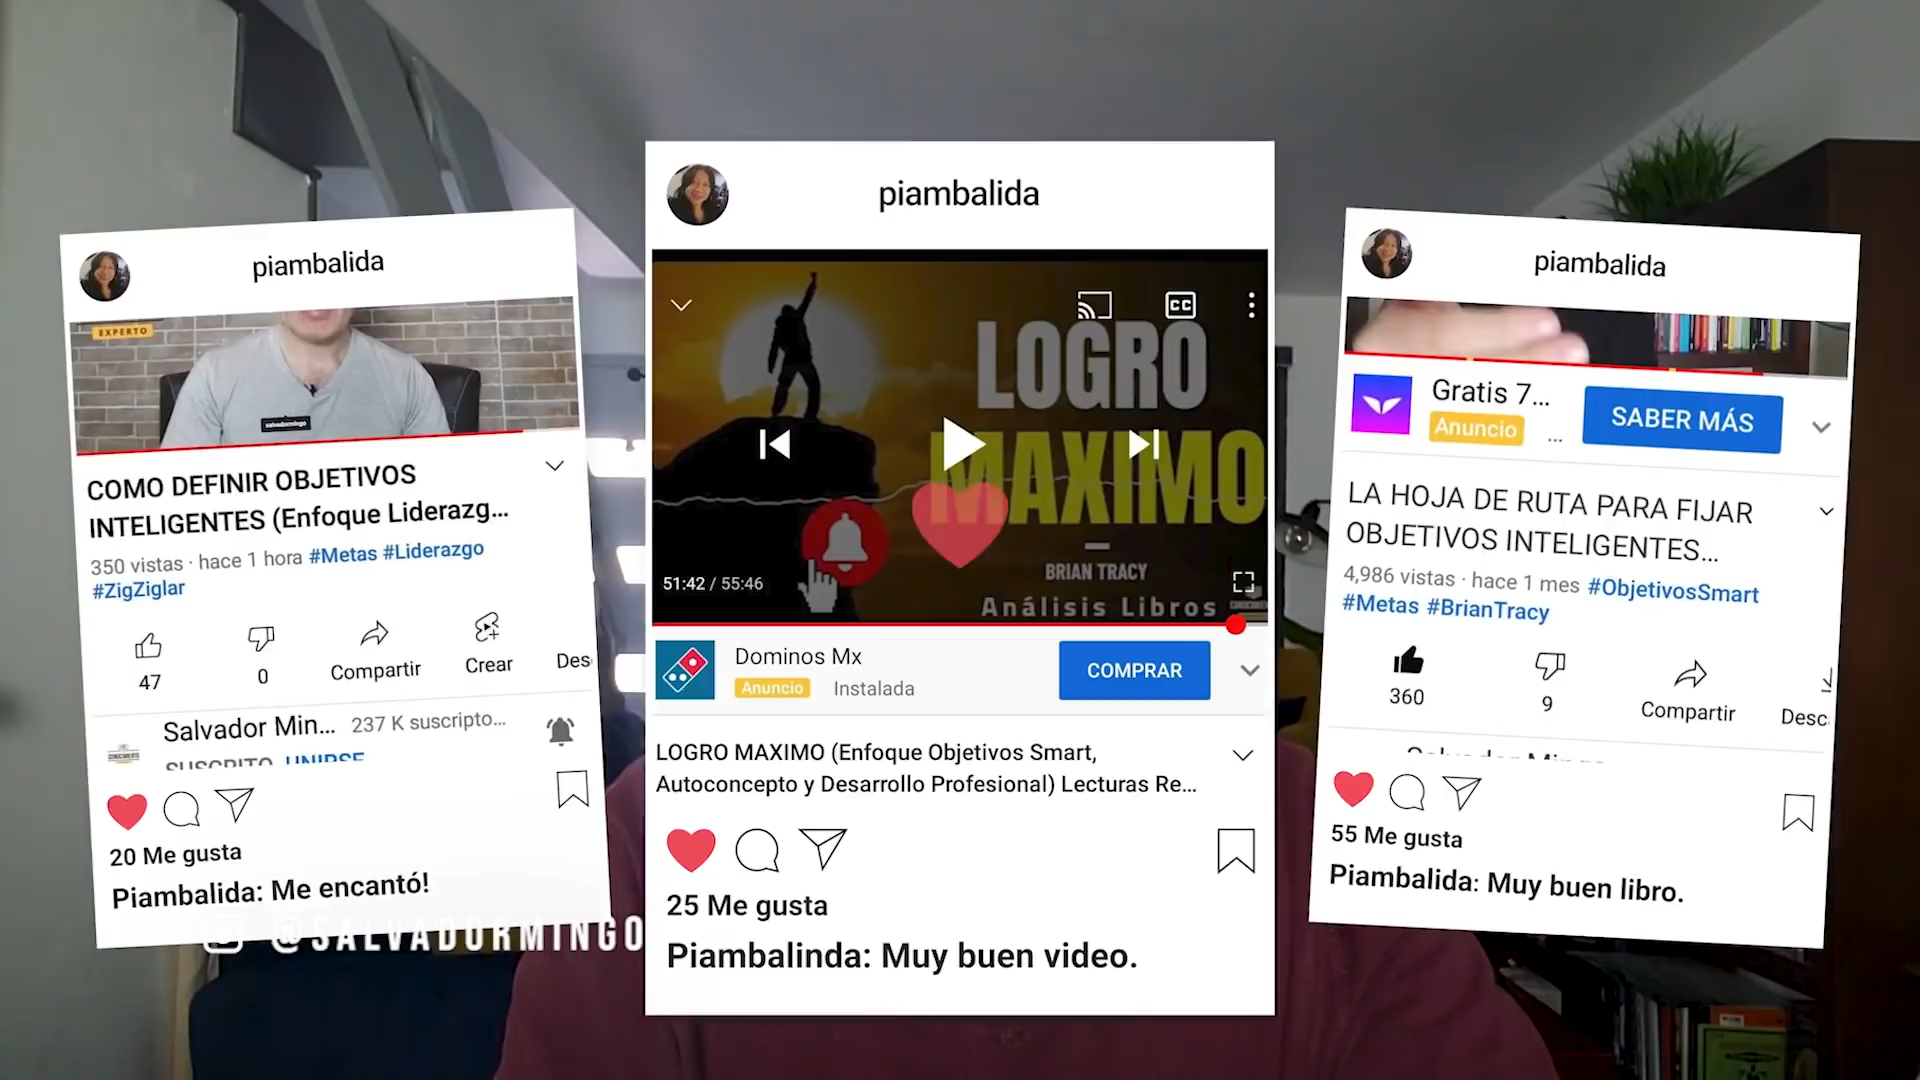 piambalida
EXPERTO
salvadormingo
COMO DEFINIR OBJETIVOS
INTELIGENTES (Enfoque Liderazg...
350 vistas · hace 1 hora #Metas #Liderazgo
#ZigZiglar
47
0
Compartir
Crear
Des
Salvador Min... 237 K suscripto...
SUSCRITO UNIRSE
20 Me gusta
Piambalida: Me encantó!
@SALVADORMINGO
piambalida
CC
LOGRO
MAXIMO
BRIAN TRACY
Análisis Libros
51:42 / 55:46
Dominos Mx
Anuncio Instalada
COMPRAR
LOGRO MAXIMO (Enfoque Objetivos Smart,
Autoconcepto y Desarrollo Profesional) Lecturas Re...
25 Me gusta
Piambalinda: Muy buen video.
piambalida
Gratis 7...
Anuncio ...
SABER MÁS
LA HOJA DE RUTA PARA FIJAR
OBJETIVOS INTELIGENTES...
4,986 vistas · hace 1 mes #ObjetivosSmart
#Metas #BrianTracy
360
9
Compartir
Desc
55 Me gusta
Piambalida: Muy buen libro.